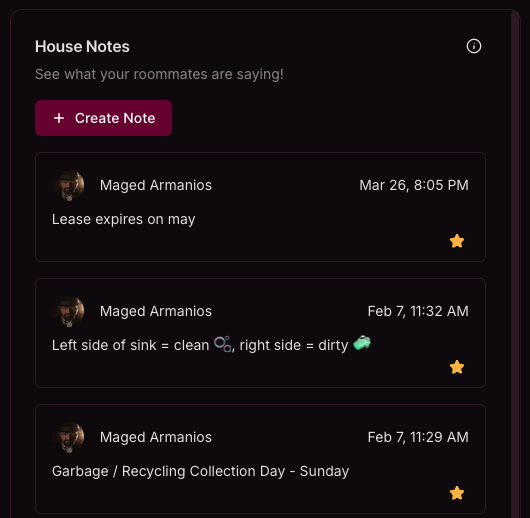 House Notes
See what your roommates are saying!
+ Create Note
Maged Armanios
Mar 26, 8:05 PM
Lease expires on may
Maged Armanios
Feb 7, 11:32 AM
Left side of sink = clean 🫧, right side = dirty 🧼
Maged Armanios
Feb 7, 11:29 AM
Garbage / Recycling Collection Day - Sunday